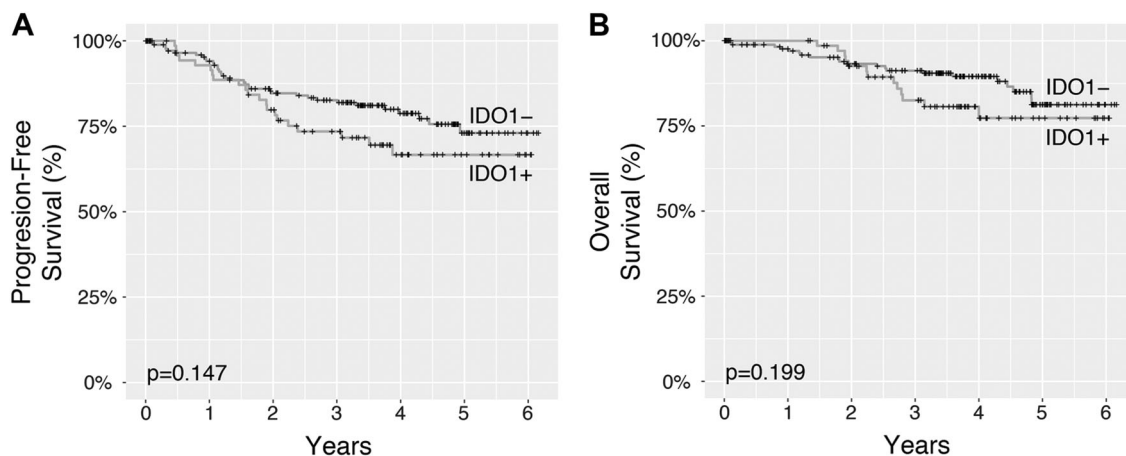 A
100%
75%
50%
25%
0%
Progresion-Free
Survival (%)
IDO1−
IDO1+
p=0.147
0 1 2 3 4 5 6
Years
B
100%
75%
50%
25%
0%
Overall
Survival (%)
IDO1−
IDO1+
p=0.199
0 1 2 3 4 5 6
Years